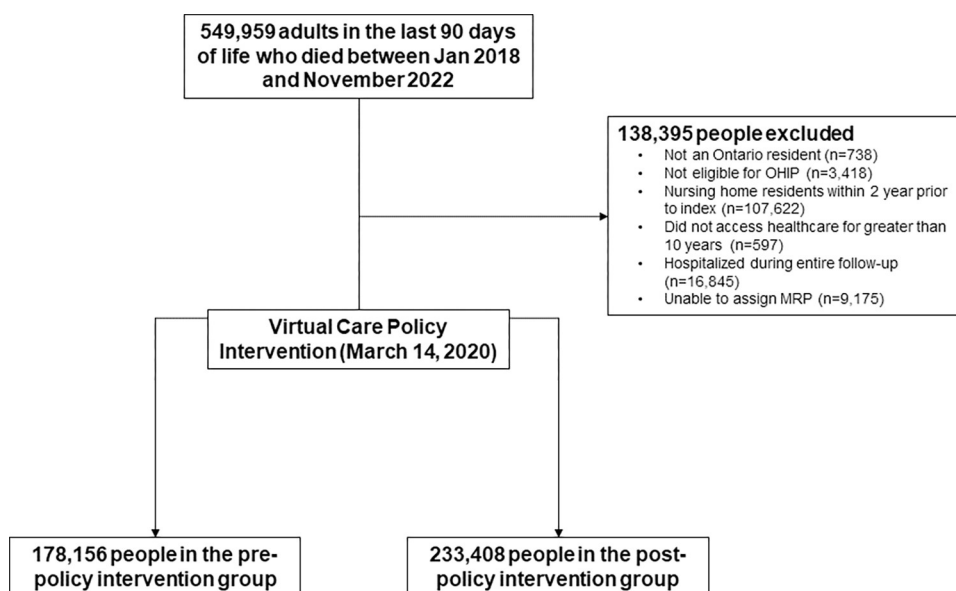 549,959 adults in the last 90 days
of life who died between Jan 2018
and November 2022
138,395 people excluded
• Not an Ontario resident (n=738)
• Not eligible for OHIP (n=3,418)
• Nursing home residents within 2 year prior
to index (n=107,622)
• Did not access healthcare for greater than
10 years (n=597)
• Hospitalized during entire follow-up
(n=16,845)
• Unable to assign MRP (n=9,175)
Virtual Care Policy
Intervention (March 14, 2020)
178,156 people in the pre-
policy intervention group
233,408 people in the post-
policy intervention group